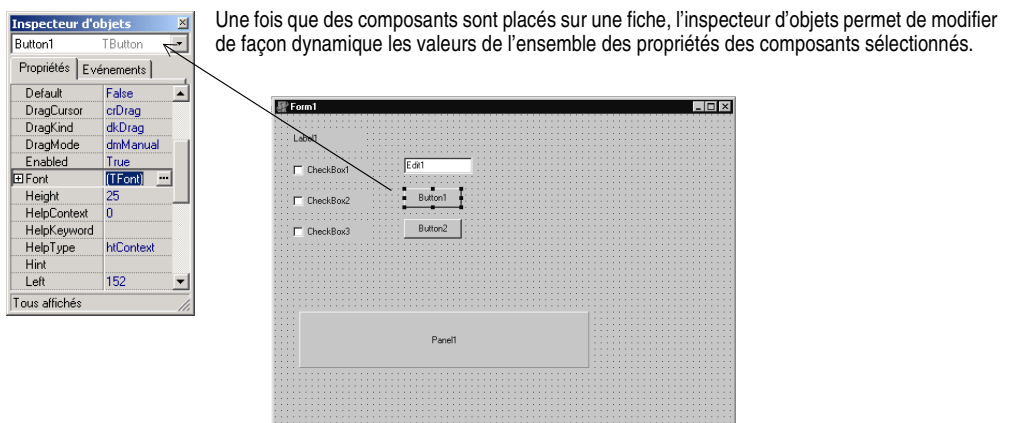 Inspecteur d'objets
Button1 TButton
Propriétés Evénements
Default False
DragCursor crDrag
DragKind dkDrag
DragMode dmManual
Enabled True
Font (TFont) ...
Height 25
HelpContext 0
HelpKeyword
HelpType htContext
Hint
Left 152
Tous affichés
Une fois que des composants sont placés sur une fiche, l’inspecteur d’objets permet de modifier
de façon dynamique les valeurs de l’ensemble des propriétés des composants sélectionnés.
Form1
Label1
CheckBox1 Edit1
CheckBox2 Button1
CheckBox3 Button2
Panel1